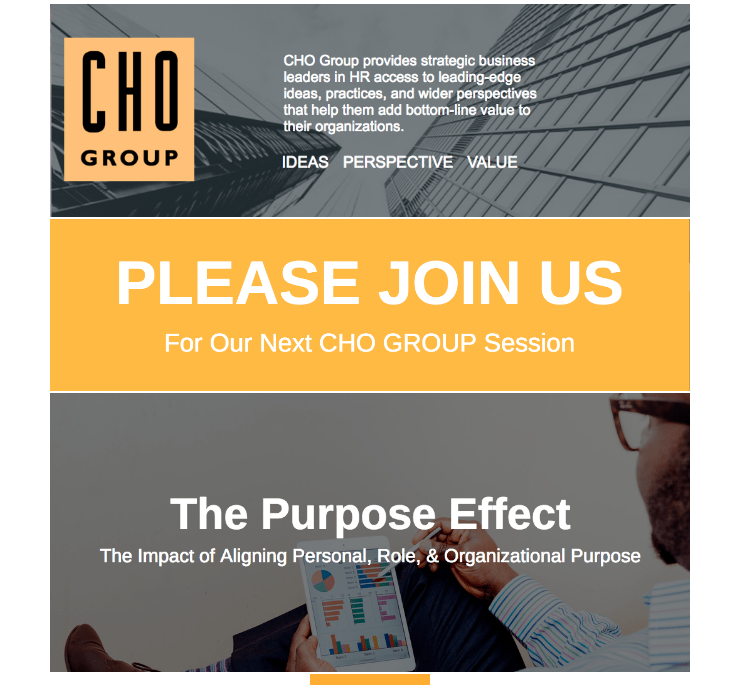 CHO
GROUP
CHO Group provides strategic business
leaders in HR access to leading-edge
ideas, practices, and wider perspectives
that help them add bottom-line value to
their organizations.
IDEAS PERSPECTIVE VALUE
PLEASE JOIN US
For Our Next CHO GROUP Session
The Purpose Effect
The Impact of Aligning Personal, Role, & Organizational Purpose